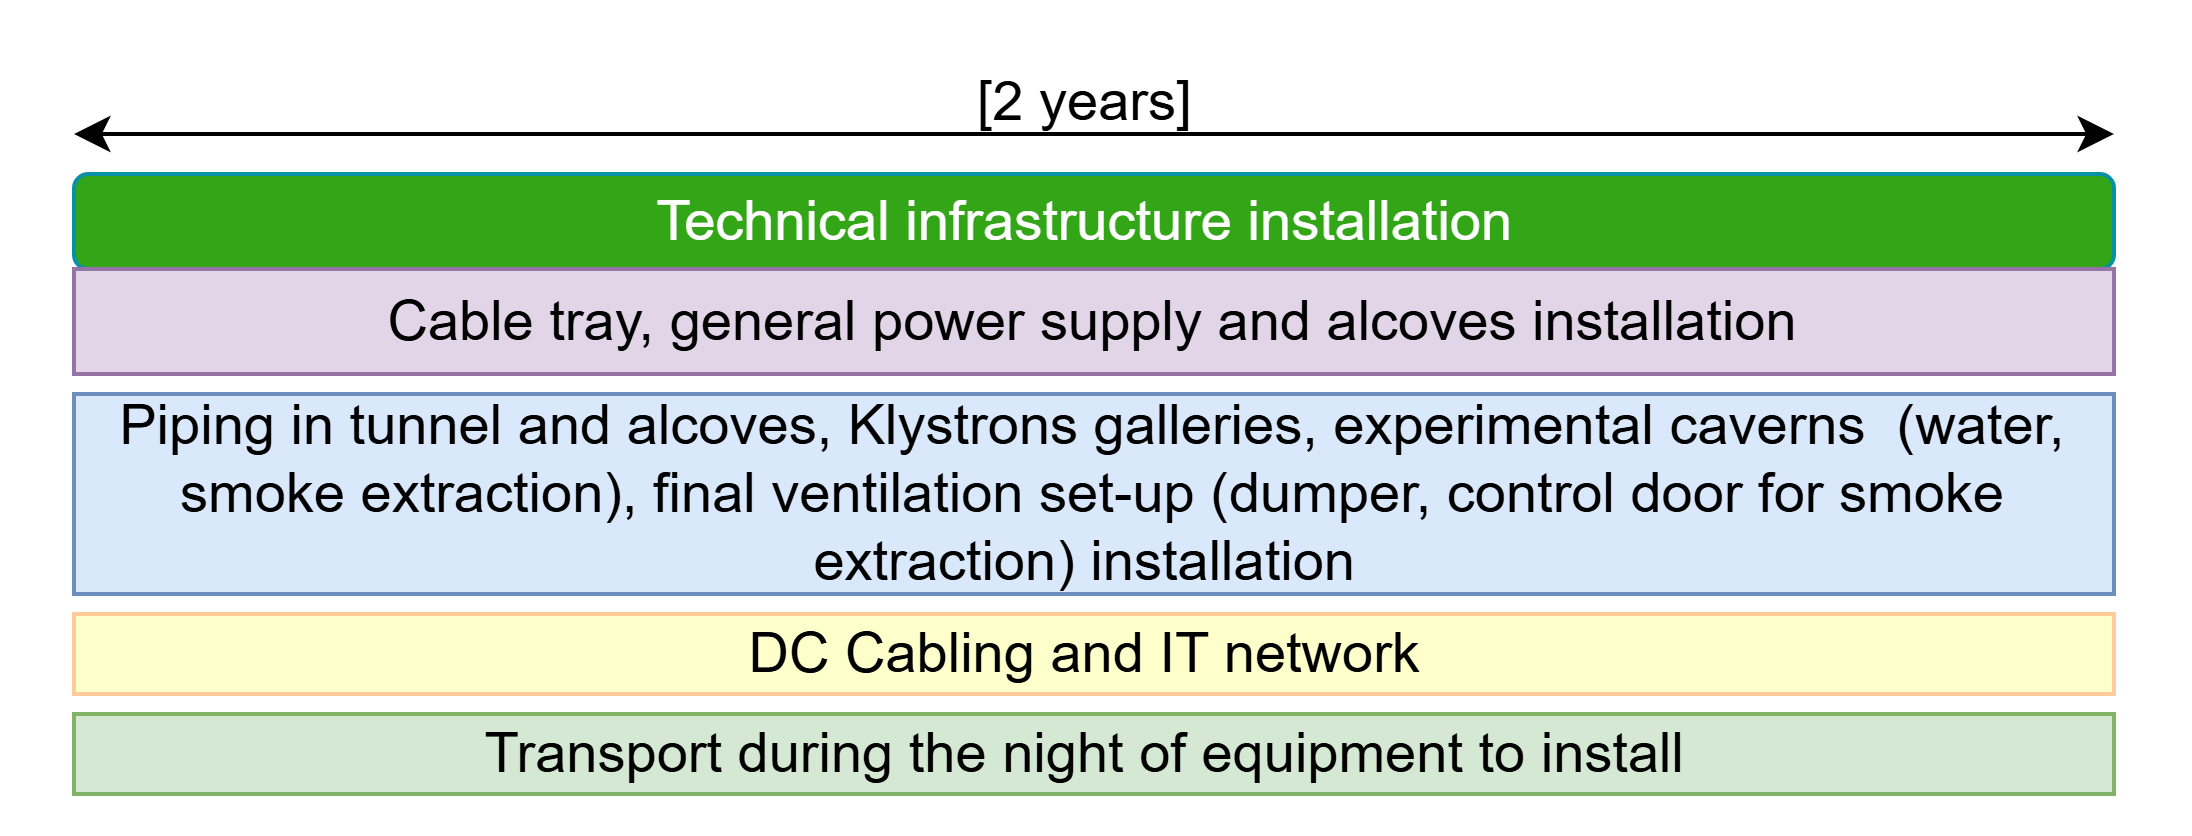 [2 years]
Technical infrastructure installation
Cable tray, general power supply and alcoves installation
Piping in tunnel and alcoves, Klystrons galleries, experimental caverns  (water,
smoke extraction), final ventilation set-up (dumper, control door for smoke
extraction) installation
DC Cabling and IT network
Transport during the night of equipment to install